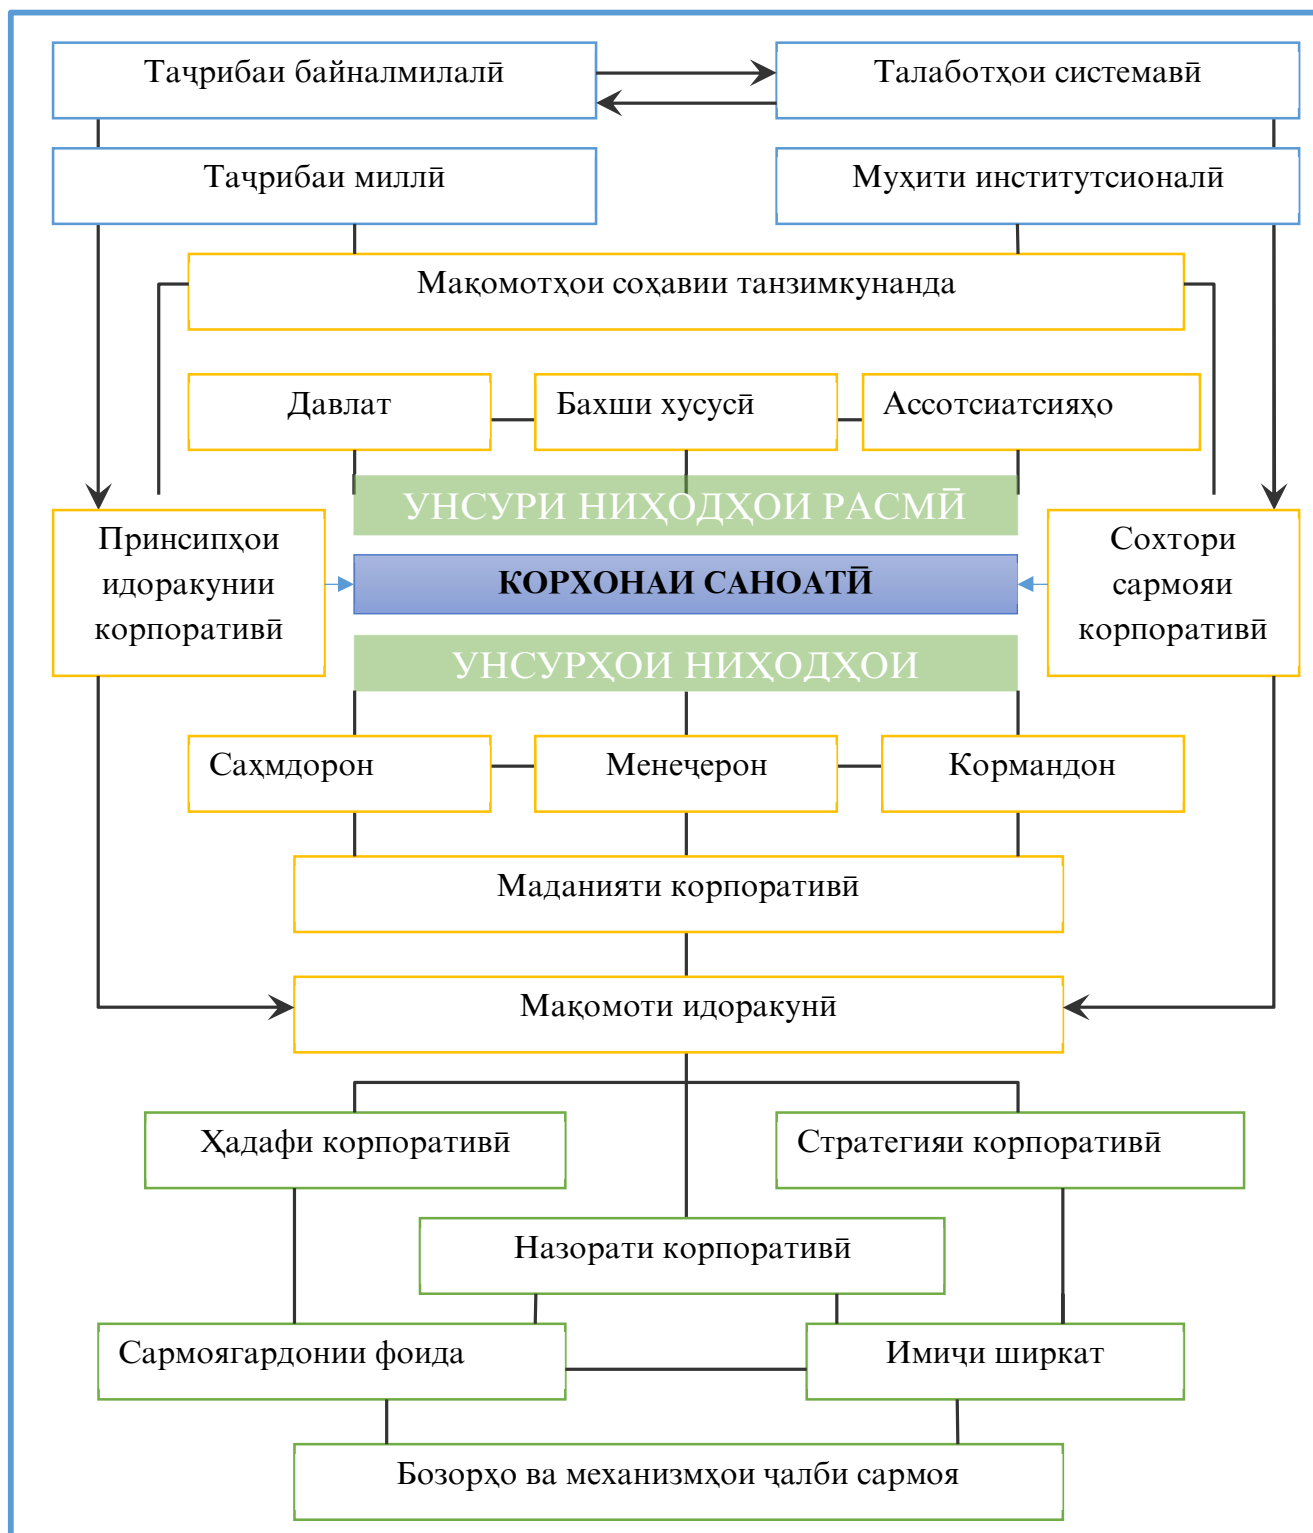 Таҷрибаи байналмилалӣ
Талаботҳои системавӣ
Таҷрибаи миллӣ
Муҳити институтсионалӣ
Мақомотҳои соҳавии танзимкунанда
Давлат
Бахши хусусӣ
Ассотсиатсияҳо
УНСУРИ НИҲОДҲОИ РАСМӢ
Принсипҳои
идоракунии
корпоративӣ
КОРХОНАИ САНОАТӢ
Сохтори
сармояи
корпоративӣ
УНСУРҲОИ НИҲОДҲОИ
Саҳмдорон
Менеҷерон
Кормандон
Маданияти корпоративӣ
Мақомоти идоракунӣ
Ҳадафи корпоративӣ
Стратегияи корпоративӣ
Назорати корпоративӣ
Сармоягардонии фоида
Имиҷи ширкат
Бозорҳо ва механизмҳои ҷалби сармоя